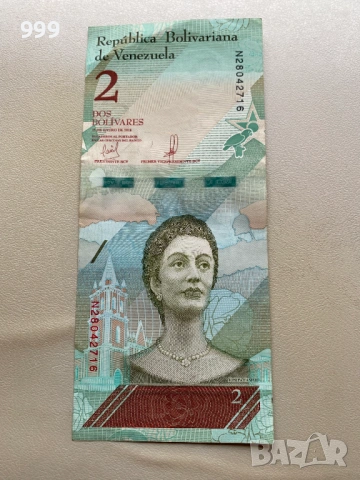 999
República Bolivariana
de Venezuela
2
DOS
BOLÍVARES
N28042716
N28042716
2
BAZAR